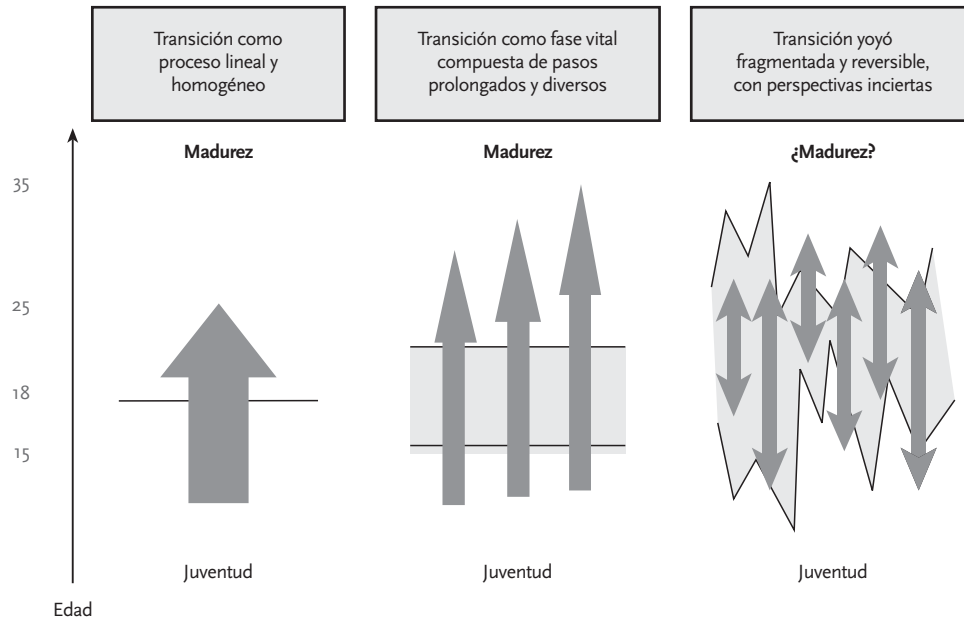 Transición como
proceso lineal y
homogéneo
Transición como fase vital
compuesta de pasos
prolongados y diversos
Transición yoyó
fragmentada y reversible,
con perspectivas inciertas
Madurez
Madurez
¿Madurez?
35
25
18
15
Juventud
Juventud
Juventud
Edad